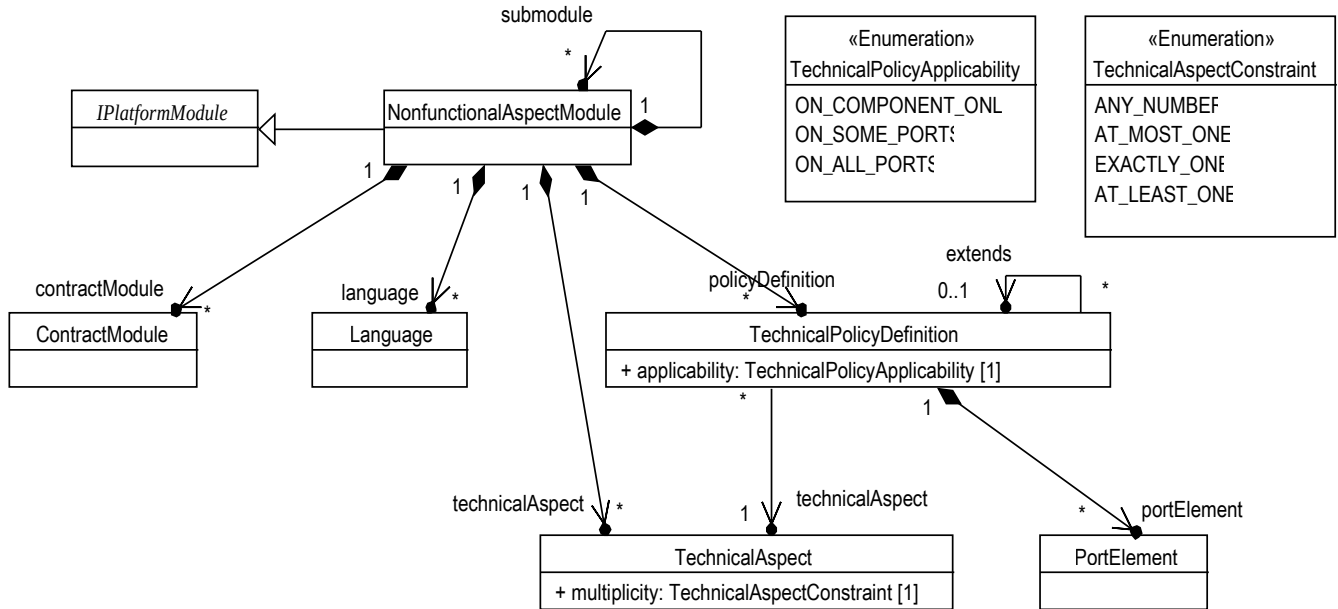 submodule
*
«Enumeration»
TechnicalPolicyApplicability
ON_COMPONENT_ONL
ON_SOME_PORTS
ON_ALL_PORTS
«Enumeration»
TechnicalAspectConstraint
ANY_NUMBER
AT_MOST_ONE
EXACTLY_ONE
AT_LEAST_ONE
IPlatformModule
NonfunctionalAspectModule
1
1
1
1
1
contractModule
*
language
*
policyDefinition
*
extends
0..1
*
ContractModule
Language
TechnicalPolicyDefinition
+ applicability: TechnicalPolicyApplicability [1]
*
1
technicalAspect
*
technicalAspect
1
*
portElement
TechnicalAspect
+ multiplicity: TechnicalAspectConstraint [1]
PortElement